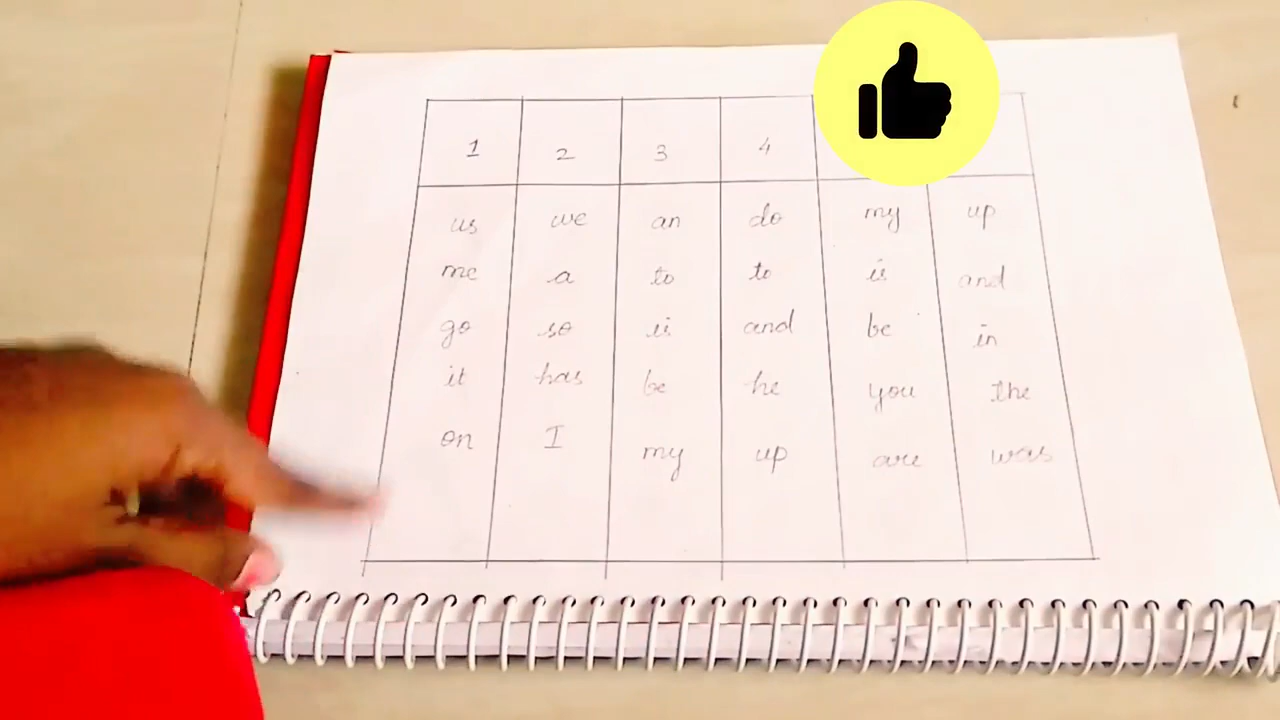 1 2 3 4
us we an do my up
me a to to is and
go so is and be in
it has be he you the
on I my up are was